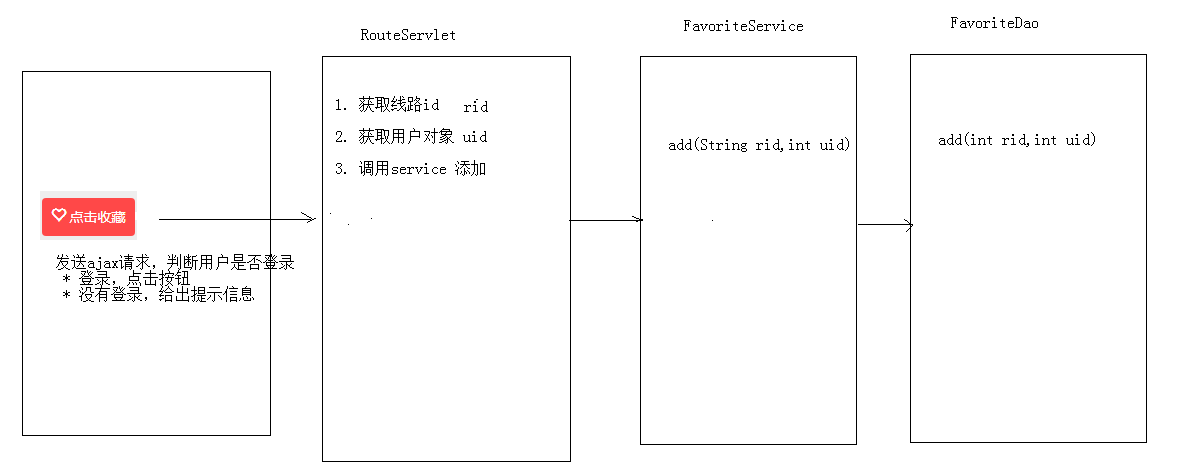 RouteServlet
FavoriteService
FavoriteDao
点击收藏
发送ajax请求，判断用户是否登录
* 登录，点击按钮
* 没有登录，给出提示信息
1. 获取线路id rid
2. 获取用户对象 uid
3. 调用service 添加
add(String rid,int uid)
add(int rid,int uid)